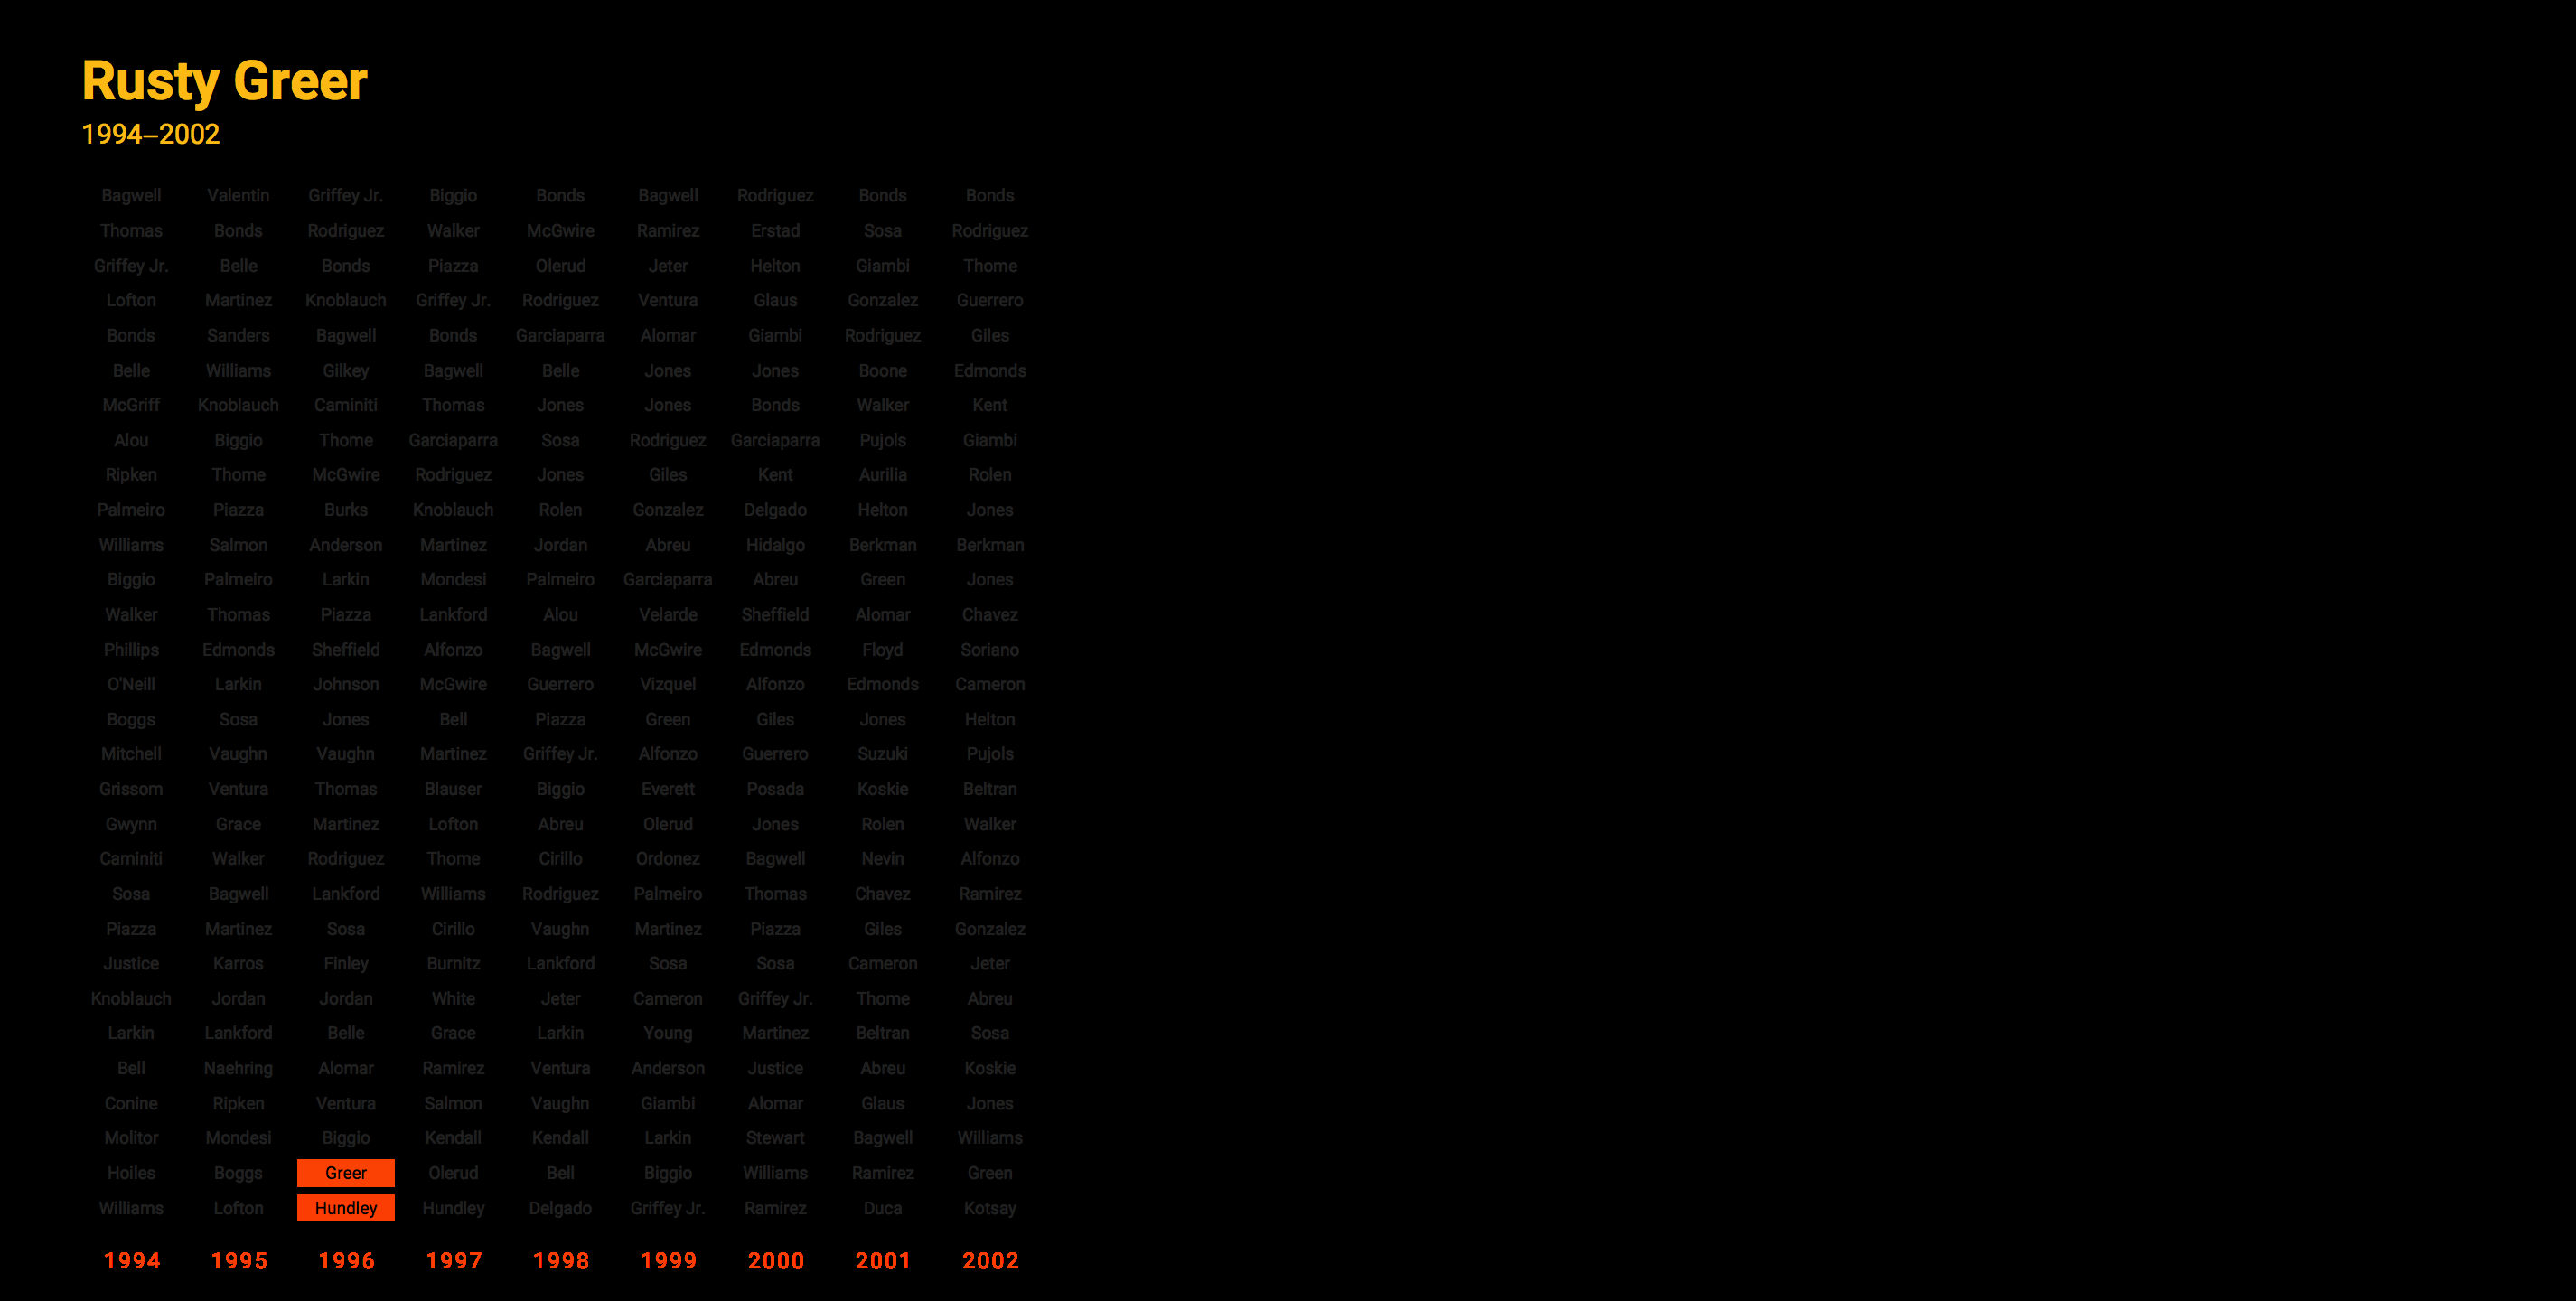 Rusty Greer
1994–2002
Bagwell Valentin Griffey Jr. Biggio Bonds Bagwell Rodriguez Bonds Bonds
Thomas Bonds Rodriguez Walker McGwire Ramirez Erstad Sosa Rodriguez
Griffey Jr. Belle Bonds Piazza Olerud Jeter Helton Giambi Thome
Lofton Martinez Knoblauch Griffey Jr. Rodriguez Ventura Glaus Gonzalez Guerrero
Bonds Sanders Bagwell Bonds Garciaparra Alomar Giambi Rodriguez Giles
Belle Williams Gilkey Bagwell Belle Jones Jones Boone Edmonds
McGriff Knoblauch Caminiti Thomas Jones Jones Bonds Walker Kent
Alou Biggio Thome Garciaparra Sosa Rodriguez Garciaparra Pujols Giambi
Ripken Thome McGwire Rodriguez Jones Giles Kent Aurilia Rolen
Palmeiro Piazza Burks Knoblauch Rolen Gonzalez Delgado Helton Jones
Williams Salmon Anderson Martinez Jordan Abreu Hidalgo Berkman Berkman
Biggio Palmeiro Larkin Mondesi Palmeiro Garciaparra Abreu Green Jones
Walker Thomas Piazza Lankford Alou Velarde Sheffield Alomar Chavez
Phillips Edmonds Sheffield Alfonzo Bagwell McGwire Edmonds Floyd Soriano
O'Neill Larkin Johnson McGwire Guerrero Vizquel Alfonzo Edmonds Cameron
Boggs Sosa Jones Bell Piazza Green Giles Jones Helton
Mitchell Vaughn Vaughn Martinez Griffey Jr. Alfonzo Guerrero Suzuki Pujols
Grissom Ventura Thomas Blauser Biggio Everett Posada Koskie Beltran
Gwynn Grace Martinez Lofton Abreu Olerud Jones Rolen Walker
Caminiti Walker Rodriguez Thome Cirillo Ordonez Bagwell Nevin Alfonzo
Sosa Bagwell Lankford Williams Rodriguez Palmeiro Thomas Chavez Ramirez
Piazza Martinez Sosa Cirillo Vaughn Martinez Piazza Giles Gonzalez
Justice Karros Finley Burnitz Lankford Sosa Sosa Cameron Jeter
Knoblauch Jordan Jordan White Jeter Cameron Griffey Jr. Thome Abreu
Larkin Lankford Belle Grace Larkin Young Martinez Beltran Sosa
Bell Naehring Alomar Ramirez Ventura Anderson Justice Abreu Koskie
Conine Ripken Ventura Salmon Vaughn Giambi Alomar Glaus Jones
Molitor Mondesi Biggio Kendall Kendall Larkin Stewart Bagwell Williams
Hoiles Boggs Greer Olerud Bell Biggio Williams Ramirez Green
Williams Lofton Hundley Hundley Delgado Griffey Jr. Ramirez Duca Kotsay
1994 1995 1996 1997 1998 1999 2000 2001 2002